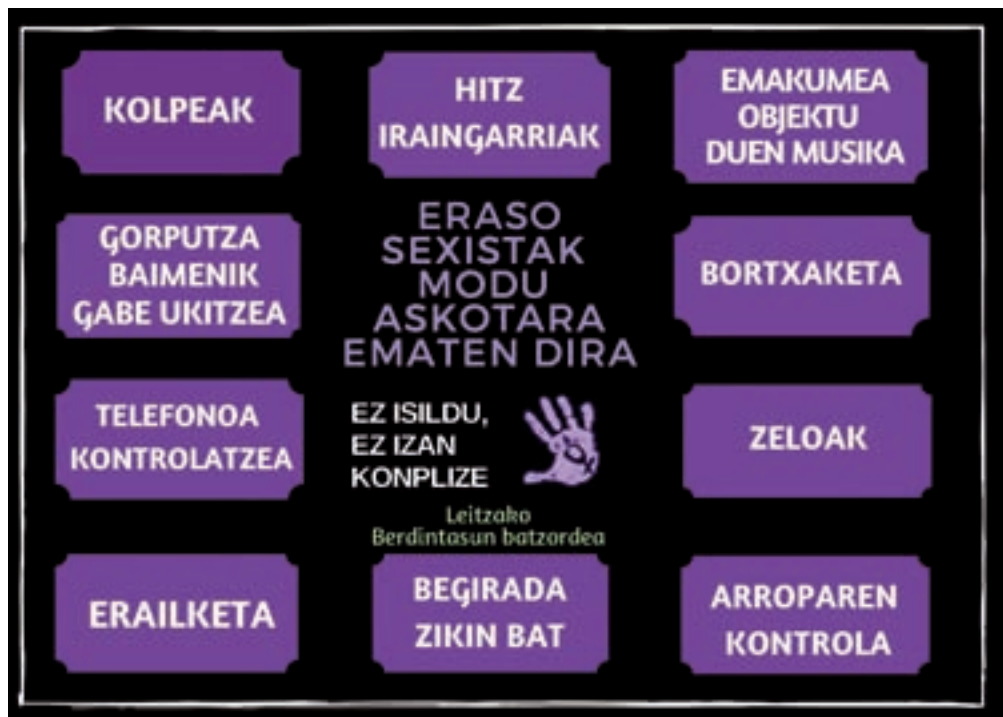 KOLPEAK
HITZ
IRAINGARRIAK
EMAKUMEA
OBJEKTU
DUEN MUSIKA
GORPUTZA
BAIMENIK
GABE UKITZEA
ERASO
SEXISTAK
MODU
ASKOTARA
EMATEN DIRA
BORTXAKETA
TELEFONOA
KONTROLATZEA
EZ ISILDU,
EZ IZAN
KONPLIZE
ZELOAK
Leitzako
Berdintasun batzordea
ERAILKETA
BEGIRADA
ZIKIN BAT
ARROPAREN
KONTROLA